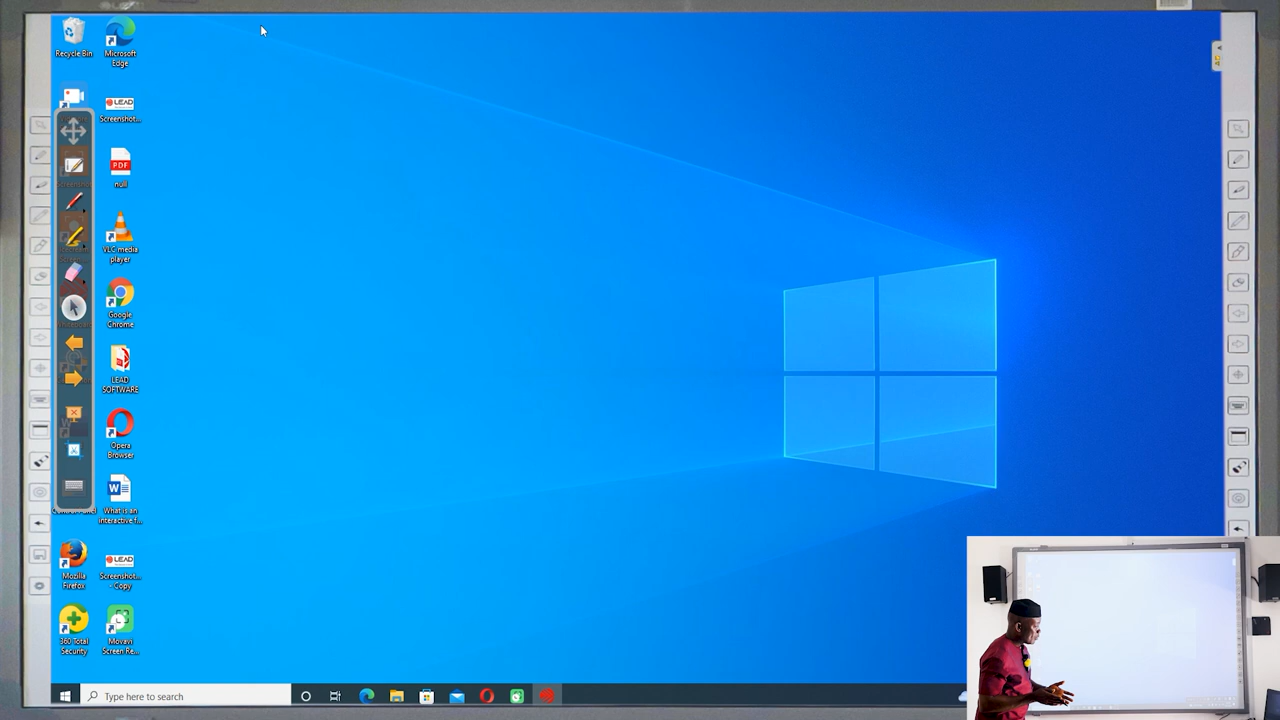 Recycle Bin
Microsoft
Edge
LEAD
Screenshot...
PDF
null
VLC media
player
Google
Chrome
LEAD
SOFTWARE
Opera
Browser
What is an
interactive f...
Mozilla
Firefox
LEAD
Screenshot...
- Copy
360 Total
Security
Movavi
Screen Re...
Type here to search